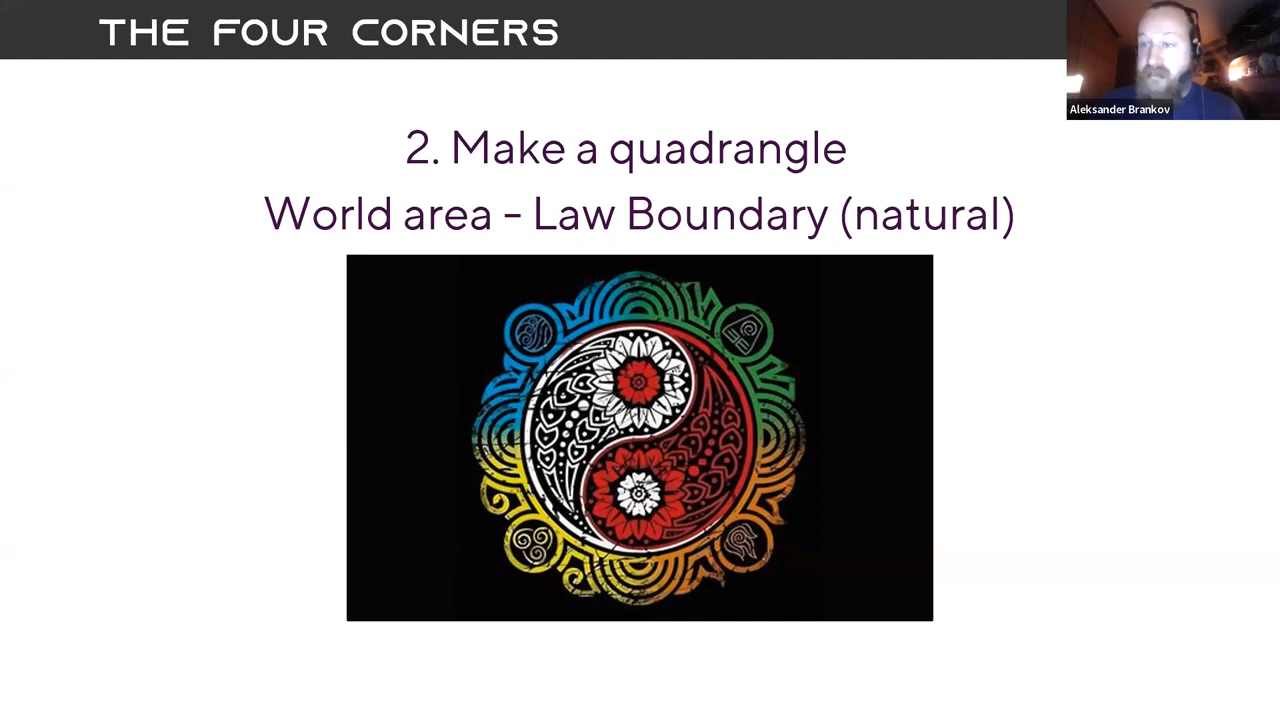 THE FOUR CORNERS
Aleksander Brankov
2. Make a quadrangle
World area - Law Boundary (natural)